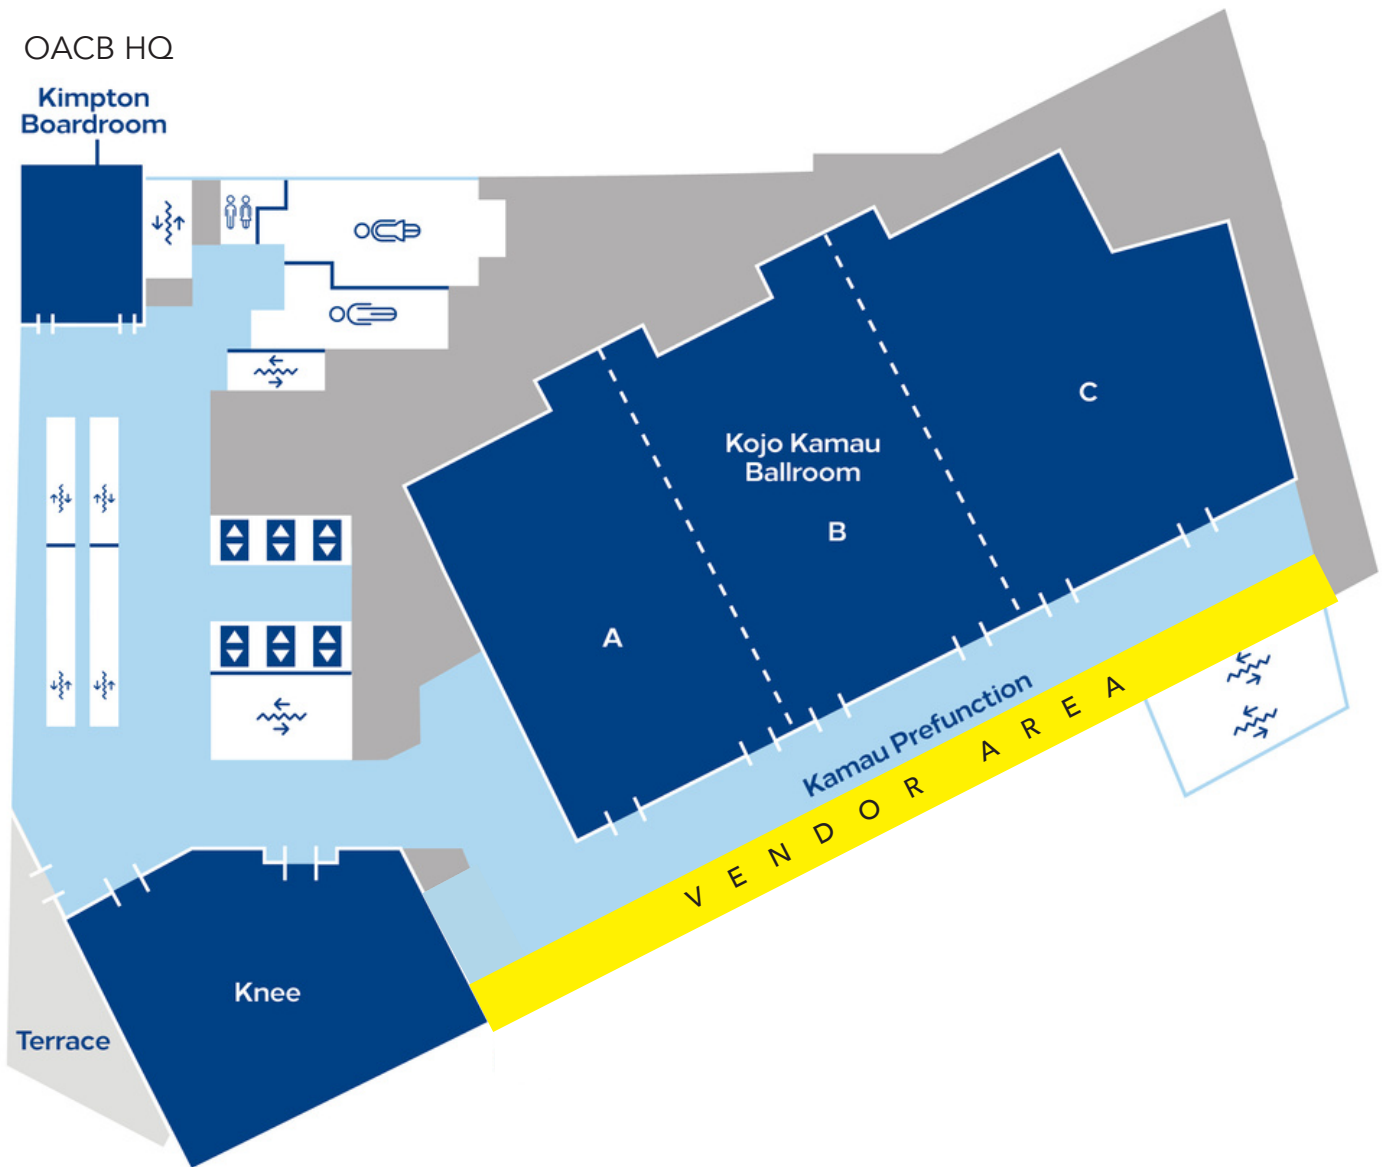 OACB HQ
Kimpton
Boardroom
C
Kojo Kamau
Ballroom
B
A
Kamau Prefunction
VENDOR AREA
Knee
Terrace